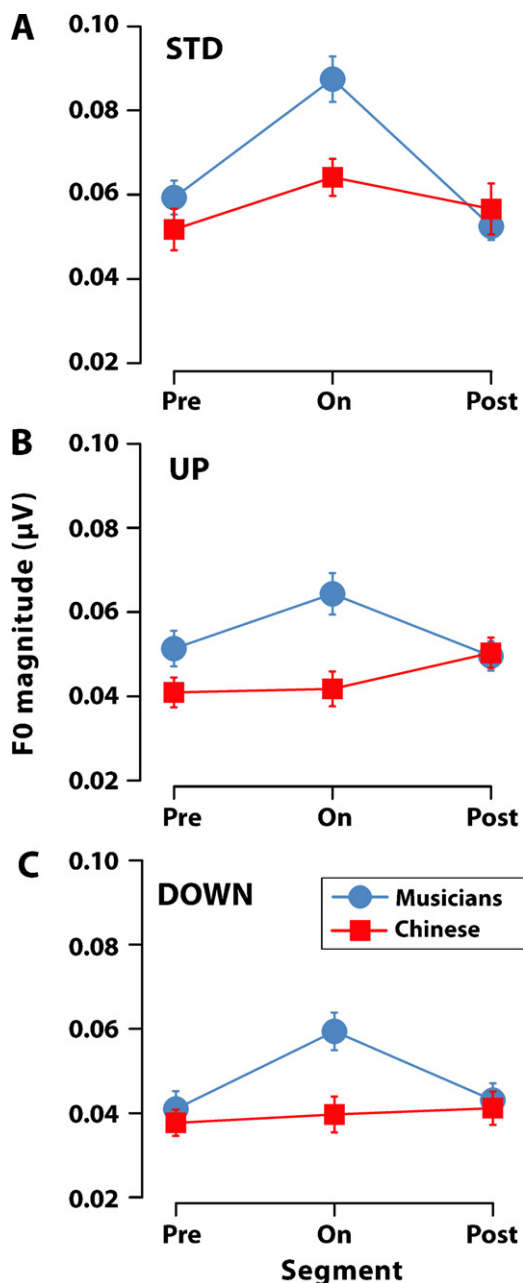 A
STD
0.10
0.08
0.06
0.04
0.02
Pre On Post
B
UP
0.10
0.08
0.06
0.04
0.02
Pre On Post
F0 magnitude (µV)
C
DOWN
Musicians
Chinese
0.10
0.08
0.06
0.04
0.02
Pre On Post
Segment